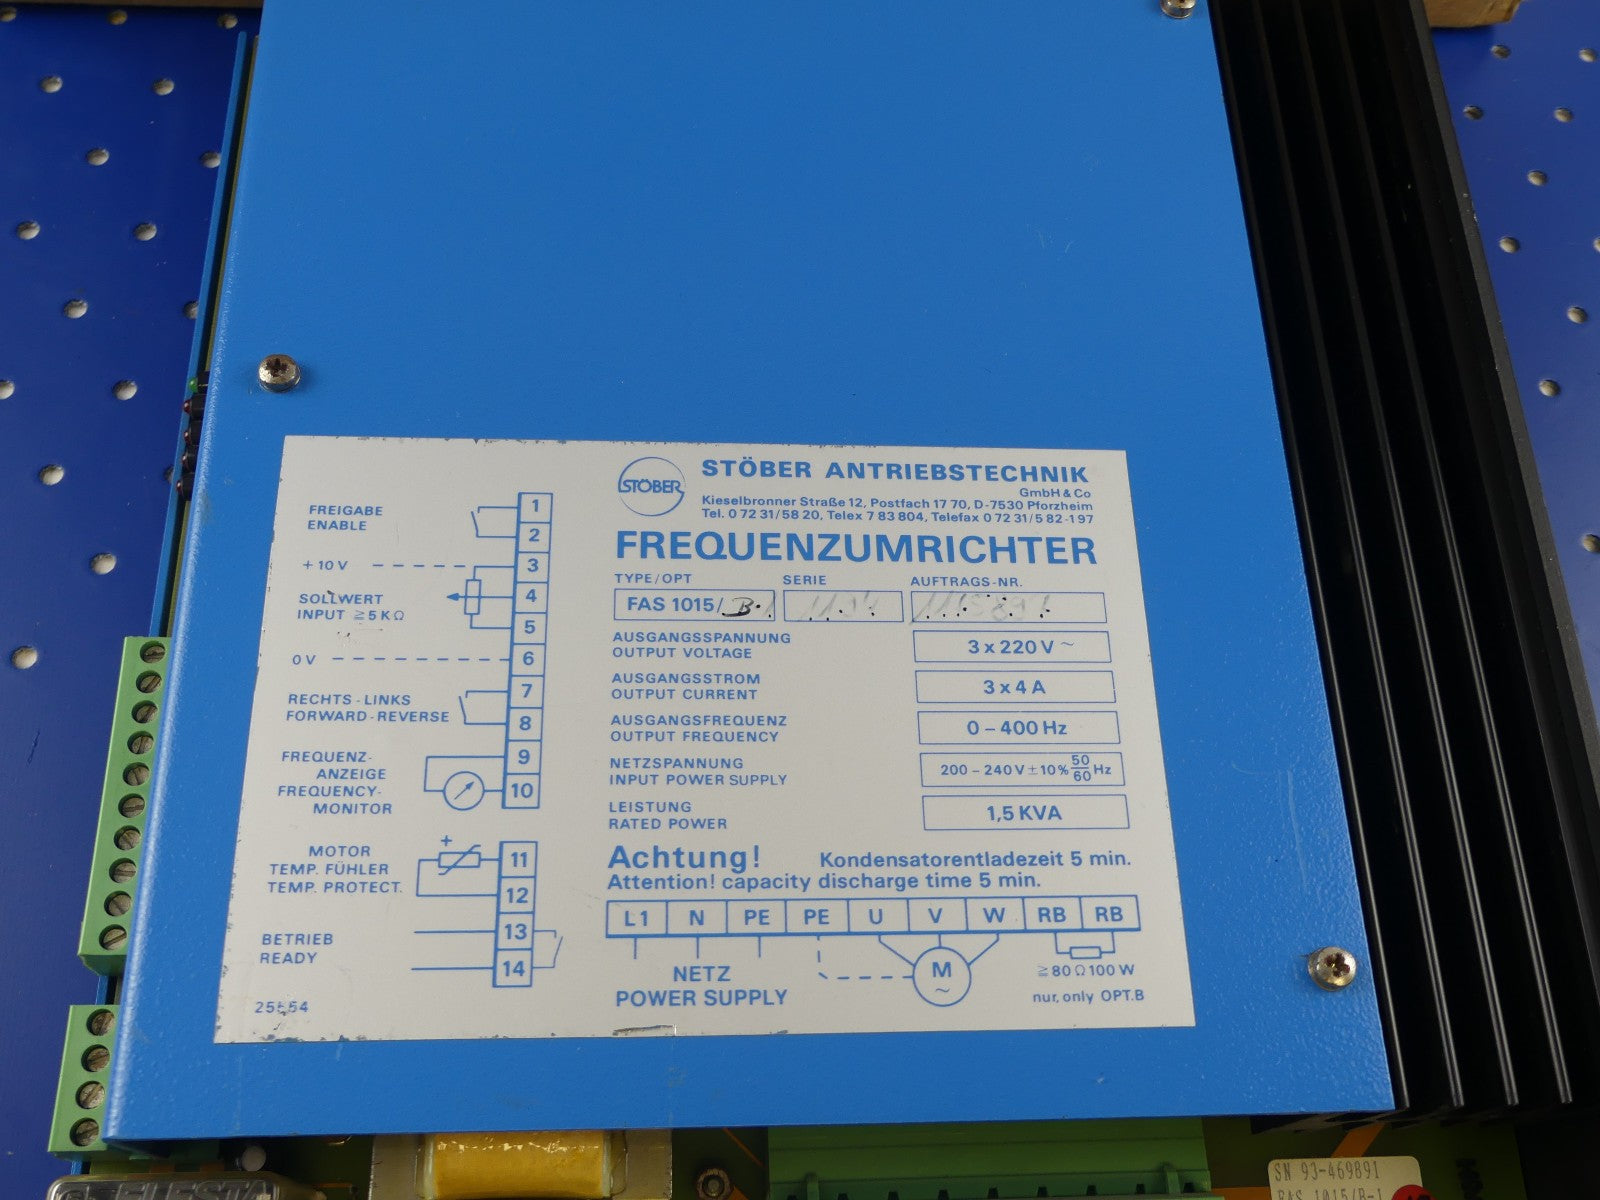 STÖBER
STÖBER ANTRIEBSTECHNIK
GmbH & Co
Kieselbronner Straße 12, Postfach 17 70, D-7530 Pforzheim
Tel. 0 72 31/58 20, Telex 7 83 804, Telefax 0 72 31/5 82-197
FREQUENZUMRICHTER
TYPE/OPT SERIE AUFTRAGS-NR.
FAS 1015/ B
AUSGANGSSPANNUNG
OUTPUT VOLTAGE
3 x 220 V ~
AUSGANGSSTROM
OUTPUT CURRENT
3 x 4 A
AUSGANGSFREQUENZ
OUTPUT FREQUENCY
0 – 400 Hz
NETZSPANNUNG
INPUT POWER SUPPLY
200 – 240 V ± 10% 50/60 Hz
LEISTUNG
RATED POWER
1,5 KVA
Achtung! Kondensatorentladezeit 5 min.
Attention! capacity discharge time 5 min.
L1 N PE PE U V W RB RB
NETZ
POWER SUPPLY
M
~
≧80 Ω 100 W
nur, only OPT.B
FREIGABE
ENABLE
1
2
+10 V
3
SOLLWERT
INPUT ≧5 KΩ
4
5
0 V
6
RECHTS - LINKS
FORWARD - REVERSE
7
8
FREQUENZ-
ANZEIGE
FREQUENCY-
MONITOR
9
10
MOTOR
TEMP. FÜHLER
TEMP. PROTECT.
+
11
12
BETRIEB
READY
13
14
25554
SN 93-469891
FAS 1015/B-1